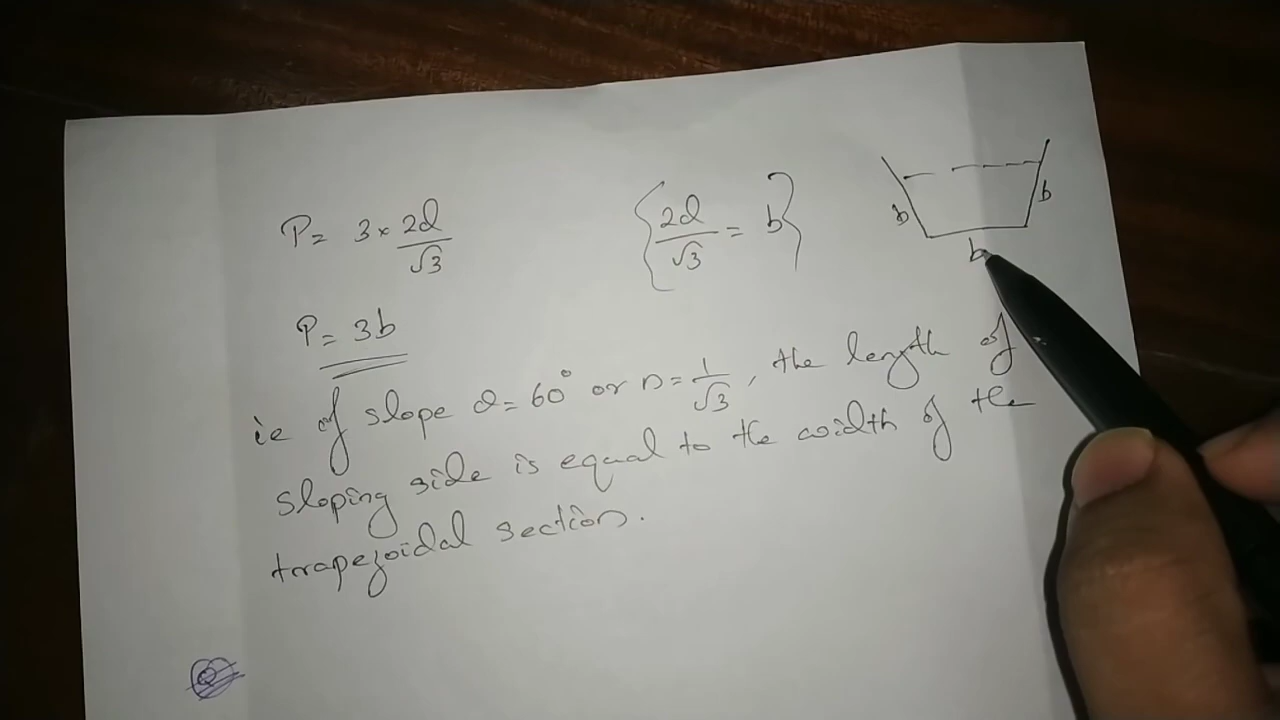 P = 3 × 2d/√3
{2d/√3 = b}
b b
b
P = 3b
ie of slope θ = 60° or n = 1/√3, the length of
sloping side is equal to the width of the
trapezoidal section.